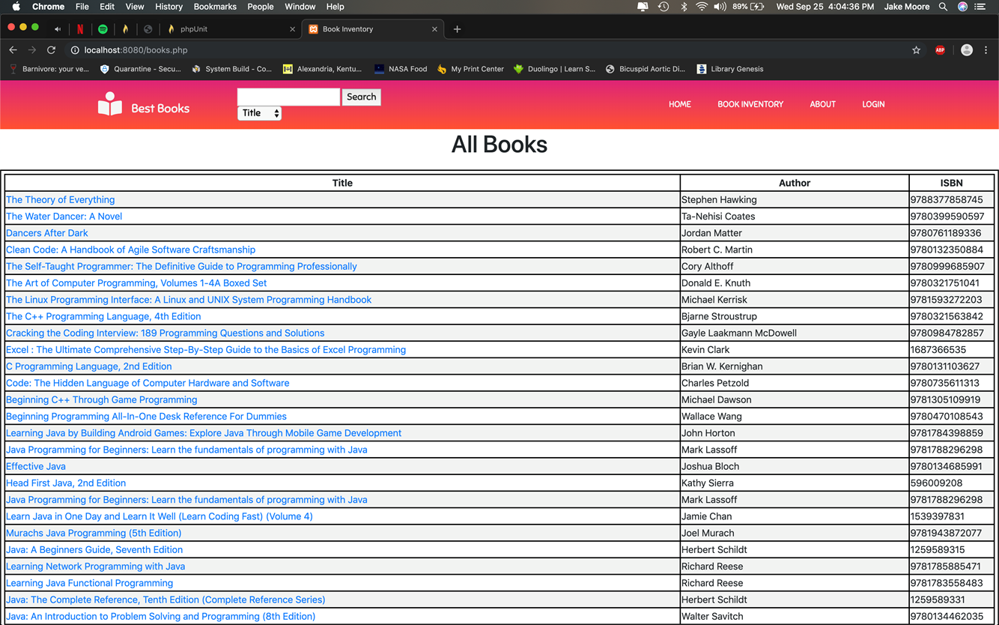 Chrome File Edit View History Bookmarks People Window Help 89% Wed Sep 25 4:04:36 PM Jake Moore
phpUnit Book Inventory
localhost:8080/books.php ABP
Barnivore: your ve... Quarantine - Secu... System Build - Co... Alexandria, Kentu... NASA Food My Print Center Duolingo | Learn S... Bicuspid Aortic Di... Library Genesis
Best Books Search Title HOME BOOK INVENTORY ABOUT LOGIN
All Books
Title Author ISBN
The Theory of Everything Stephen Hawking 9788377858745
The Water Dancer: A Novel Ta-Nehisi Coates 9780399590597
Dancers After Dark Jordan Matter 9780761189336
Clean Code: A Handbook of Agile Software Craftsmanship Robert C. Martin 9780132350884
The Self-Taught Programmer: The Definitive Guide to Programming Professionally Cory Althoff 9780999685907
The Art of Computer Programming, Volumes 1-4A Boxed Set Donald E. Knuth 9780321751041
The Linux Programming Interface: A Linux and UNIX System Programming Handbook Michael Kerrisk 9781593272203
The C++ Programming Language, 4th Edition Bjarne Stroustrup 9780321563842
Cracking the Coding Interview: 189 Programming Questions and Solutions Gayle Laakmann McDowell 9780984782857
Excel : The Ultimate Comprehensive Step-By-Step Guide to the Basics of Excel Programming Kevin Clark 1687366535
C Programming Language, 2nd Edition Brian W. Kernighan 9780131103627
Code: The Hidden Language of Computer Hardware and Software Charles Petzold 9780735611313
Beginning C++ Through Game Programming Michael Dawson 9781305109919
Beginning Programming All-In-One Desk Reference For Dummies Wallace Wang 9780470108543
Learning Java by Building Android Games: Explore Java Through Mobile Game Development John Horton 9781784398859
Java Programming for Beginners: Learn the fundamentals of programming with Java Mark Lassoff 9781788296298
Effective Java Joshua Bloch 9780134685991
Head First Java, 2nd Edition Kathy Sierra 596009208
Java Programming for Beginners: Learn the fundamentals of programming with Java Mark Lassoff 9781788296298
Learn Java in One Day and Learn It Well (Learn Coding Fast) (Volume 4) Jamie Chan 1539397831
Murachs Java Programming (5th Edition) Joel Murach 9781943872077
Java: A Beginners Guide, Seventh Edition Herbert Schildt 1259589315
Learning Network Programming with Java Richard Reese 9781785885471
Learning Java Functional Programming Richard Reese 9781783558483
Java: The Complete Reference, Tenth Edition (Complete Reference Series) Herbert Schildt 1259589331
Java: An Introduction to Problem Solving and Programming (8th Edition) Walter Savitch 9780134462035